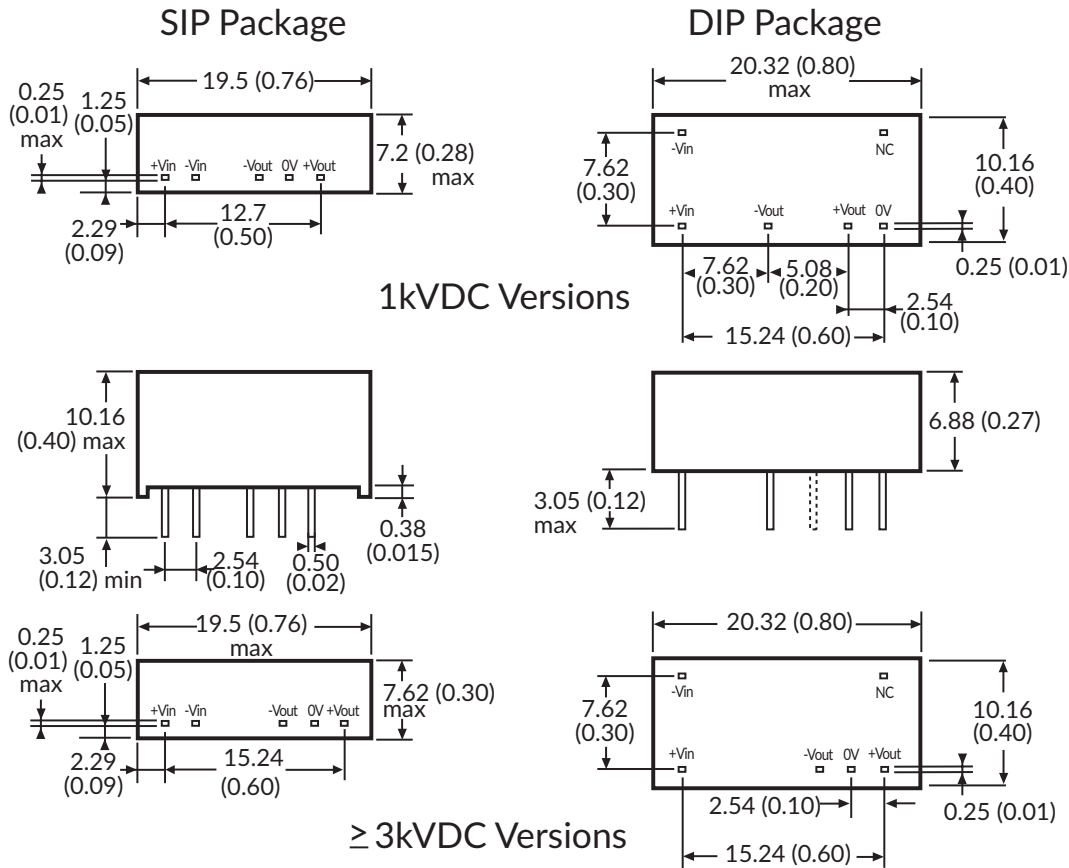 SIP Package
DIP Package
19.5 (0.76)
0.25
(0.01)
max
1.25
(0.05)
+Vin -Vin -Vout 0V +Vout
7.2 (0.28)
max
2.29
(0.09)
12.7
(0.50)
20.32 (0.80)
max
-Vin
NC
7.62
(0.30)
10.16
(0.40)
+Vin -Vout +Vout 0V
0.25 (0.01)
7.62
(0.30)
5.08
(0.20)
2.54
(0.10)
15.24 (0.60)
1kVDC Versions
10.16
(0.40) max
3.05
(0.12) min
2.54
(0.10)
0.50
(0.02)
0.38
(0.015)
6.88 (0.27)
3.05 (0.12)
max
19.5 (0.76)
max
0.25
(0.01)
max
1.25
(0.05)
+Vin -Vin -Vout 0V +Vout
7.62 (0.30)
max
2.29
(0.09)
15.24
(0.60)
20.32 (0.80)
-Vin
NC
7.62
(0.30)
10.16
(0.40)
+Vin -Vout 0V +Vout
2.54 (0.10)
0.25 (0.01)
15.24 (0.60)
≥ 3kVDC Versions